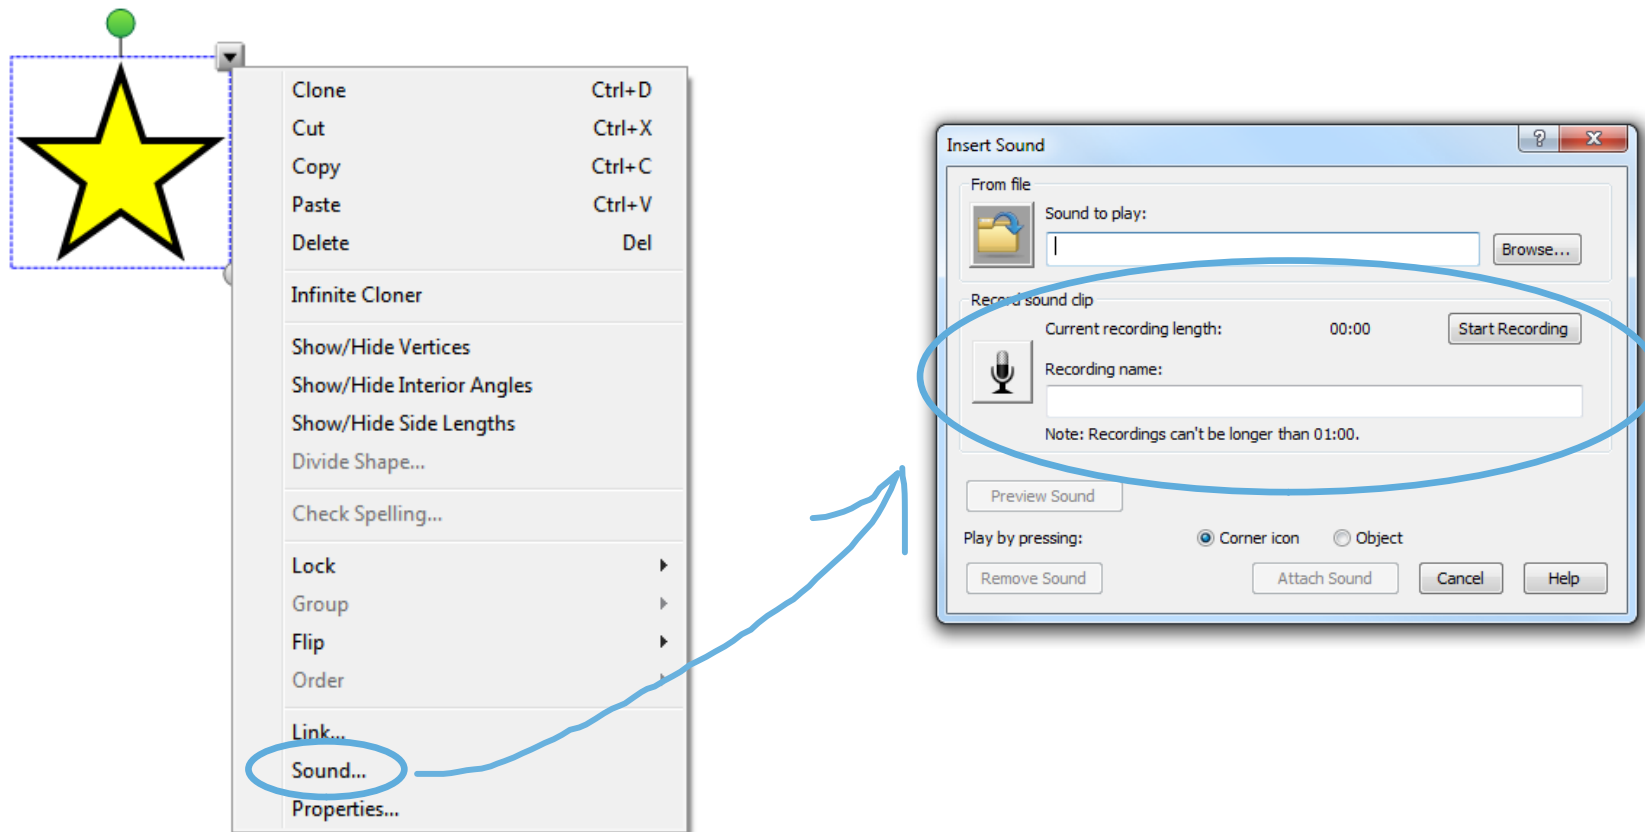 Clone Ctrl+D
Cut Ctrl+X
Copy Ctrl+C
Paste Ctrl+V
Delete Del
Infinite Cloner
Show/Hide Vertices
Show/Hide Interior Angles
Show/Hide Side Lengths
Divide Shape...
Check Spelling...
Lock
Group
Flip
Order
Link...
Sound...
Properties...
Insert Sound
From file
Sound to play:
Browse...
Record sound clip
Current recording length: 00:00 Start Recording
Recording name:
Note: Recordings can't be longer than 01:00.
Preview Sound
Play by pressing: Corner icon Object
Remove Sound Attach Sound Cancel Help